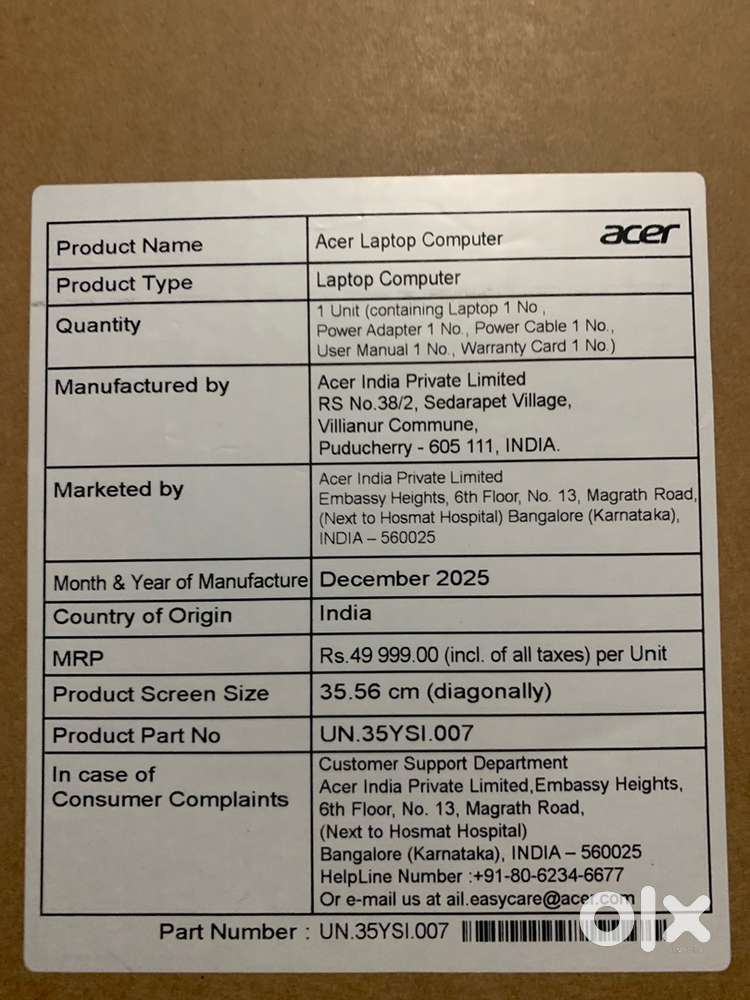 Product Name
Acer Laptop Computer
acer
Product Type
Laptop Computer
Quantity
1 Unit (containing Laptop 1 No ,
Power Adapter 1 No., Power Cable 1 No.,
User Manual 1 No., Warranty Card 1 No.)
Manufactured by
Acer India Private Limited
RS No.38/2, Sedarapet Village,
Villianur Commune,
Puducherry - 605 111, INDIA.
Marketed by
Acer India Private Limited
Embassy Heights, 6th Floor, No. 13, Magrath Road,
(Next to Hosmat Hospital) Bangalore (Karnataka),
INDIA – 560025
Month & Year of Manufacture
December 2025
Country of Origin
India
MRP
Rs.49 999.00 (incl. of all taxes) per Unit
Product Screen Size
35.56 cm (diagonally)
Product Part No
UN.35YSI.007
In case of
Consumer Complaints
Customer Support Department
Acer India Private Limited,Embassy Heights,
6th Floor, No. 13, Magrath Road,
(Next to Hosmat Hospital)
Bangalore (Karnataka), INDIA – 560025
HelpLine Number :+91-80-6234-6677
Or e-mail us at ail.easycare@acer.com
Part Number : UN.35YSI.007
olx